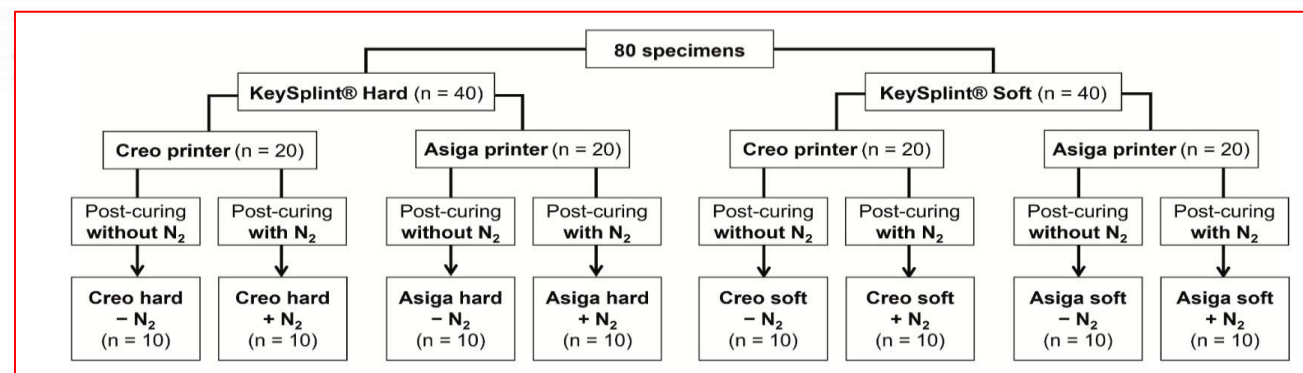 80 specimens
KeySplint® Hard (n = 40)
KeySplint® Soft (n = 40)
Creo printer (n = 20)
Asiga printer (n = 20)
Creo printer (n = 20)
Asiga printer (n = 20)
Post-curing
without N₂
Post-curing
with N₂
Post-curing
without N₂
Post-curing
with N₂
Post-curing
without N₂
Post-curing
with N₂
Post-curing
without N₂
Post-curing
with N₂
Creo hard
− N₂
(n = 10)
Creo hard
+ N₂
(n = 10)
Asiga hard
− N₂
(n = 10)
Asiga hard
+ N₂
(n = 10)
Creo soft
− N₂
(n = 10)
Creo soft
+ N₂
(n = 10)
Asiga soft
− N₂
(n = 10)
Asiga soft
+ N₂
(n = 10)